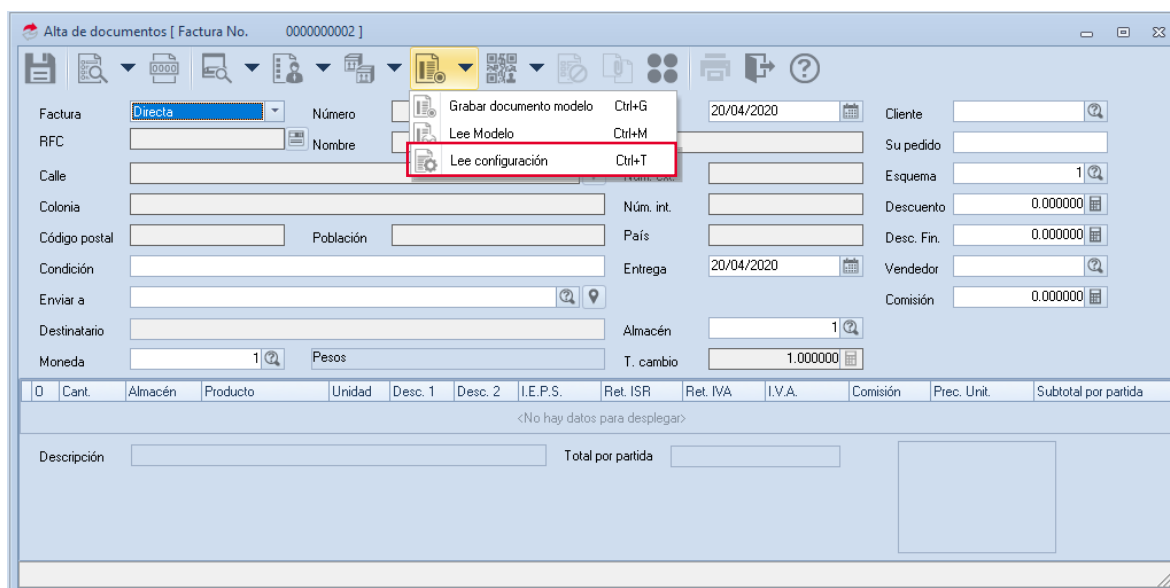 Alta de documentos [ Factura No. 0000000002 ]
0000
Grabar documento modelo Ctrl+G
Lee Modelo Ctrl+M
Lee configuración Ctrl+T
Factura Directa Número 20/04/2020 Cliente
RFC Nombre Su pedido
Calle Núm. ext. Esquema 1
Colonia Núm. int. Descuento 0.000000
Código postal Población País Desc. Fin. 0.000000
Condición Entrega 20/04/2020 Vendedor
Enviar a Comisión 0.000000
Destinatario Almacén 1
Moneda 1 Pesos T. cambio 1.000000
O Cant. Almacén Producto Unidad Desc. 1 Desc. 2 I.E.P.S. Ret. ISR Ret. IVA I.V.A. Comisión Prec. Unit. Subtotal por partida
<No hay datos para desplegar>
Descripción Total por partida